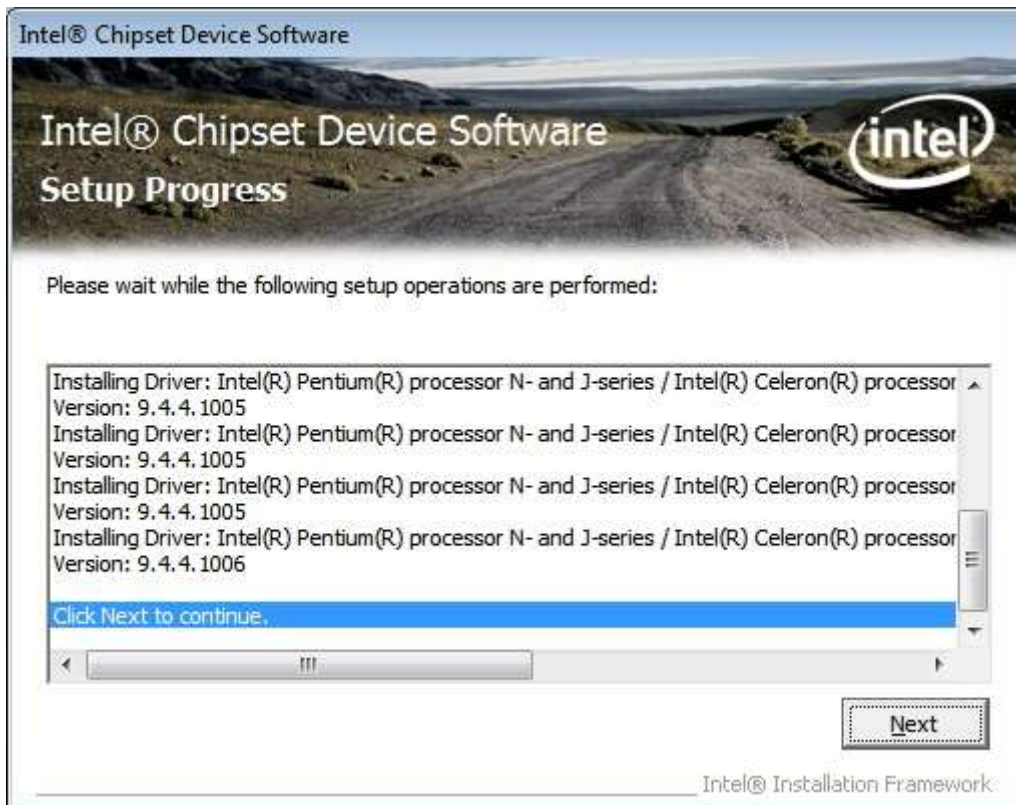 Intel® Chipset Device Software
Intel® Chipset Device Software
intel
Setup Progress
Please wait while the following setup operations are performed:
Installing Driver: Intel(R) Pentium(R) processor N- and J-series / Intel(R) Celeron(R) processor
Version: 9.4.4.1005
Installing Driver: Intel(R) Pentium(R) processor N- and J-series / Intel(R) Celeron(R) processor
Version: 9.4.4.1005
Installing Driver: Intel(R) Pentium(R) processor N- and J-series / Intel(R) Celeron(R) processor
Version: 9.4.4.1005
Installing Driver: Intel(R) Pentium(R) processor N- and J-series / Intel(R) Celeron(R) processor
Version: 9.4.4.1006
Click Next to continue.
Next
Intel® Installation Framework